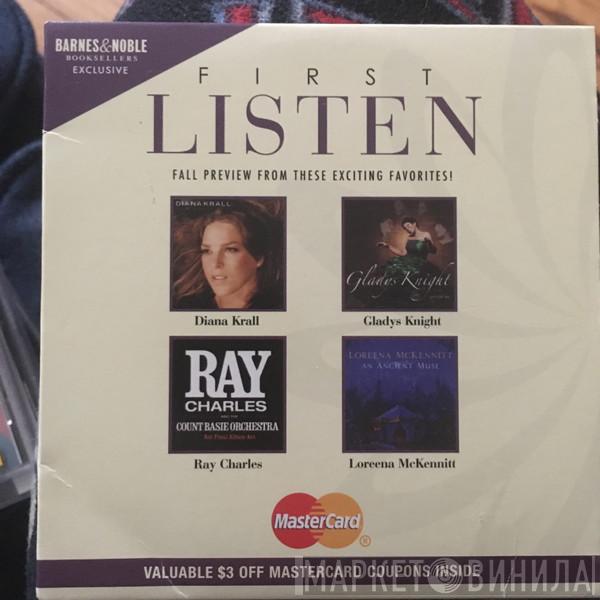 BARNES&NOBLE
BOOKSELLERS
EXCLUSIVE
FIRST
LISTEN
FALL PREVIEW FROM THESE EXCITING FAVORITES!
DIANA KRALL
Diana Krall
Gladys Knight
Gladys Knight
RAY
CHARLES
AND THE
COUNT BASIE ORCHESTRA
Ray Charles
LOREENA MCKENNITT
AN ANCIENT MUSE
Loreena McKennitt
MasterCard
®
VALUABLE $3 OFF MASTERCARD COUPONS INSIDE
МАРКЕТ ВИНИЛА